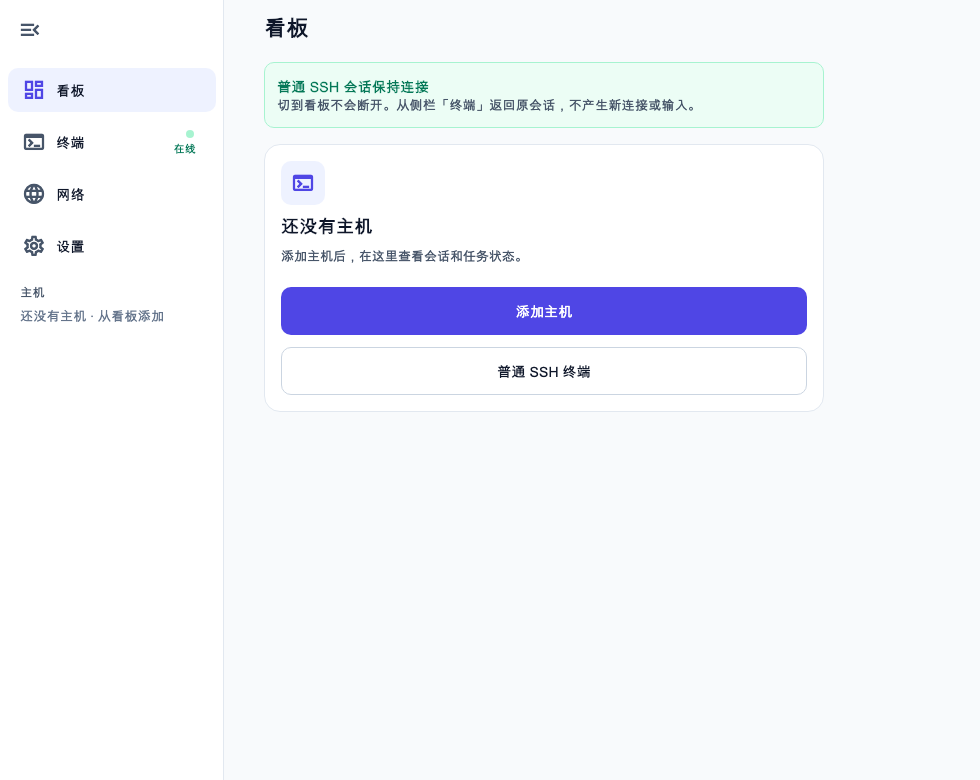 看板
终端
在线
网络
设置
主机
还没有主机 · 从看板添加
看板
普通 SSH 会话保持连接
切到看板不会断开。从侧栏「终端」返回原会话，不产生新连接或输入。
还没有主机
添加主机后，在这里查看会话和任务状态。
添加主机
普通 SSH 终端